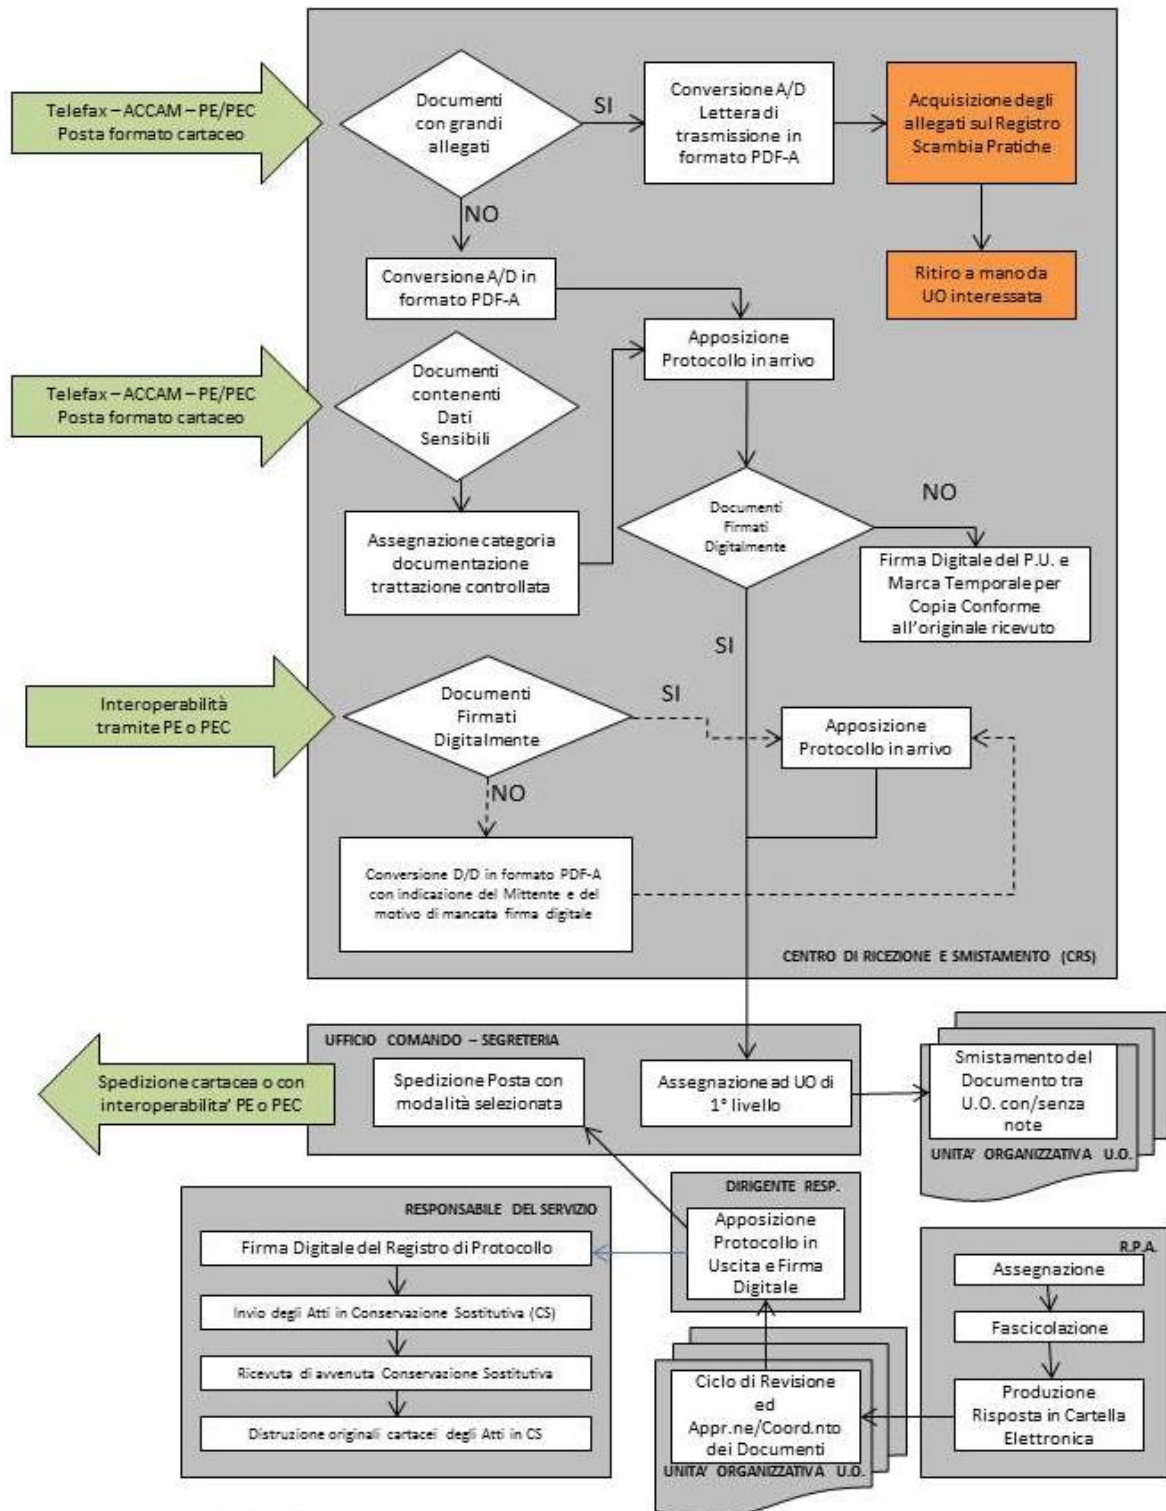 Telefax – ACCAM – PE/PEC
Posta formato cartaceo
Documenti
con grandi
allegati
SI
Conversione A/D
Lettera di
trasmissione in
formato PDF-A
Acquisizione degli
allegati sul Registro
Scambia Pratiche
NO
Conversione A/D in
formato PDF-A
Ritiro a mano da
UO interessata
Apposizione
Protocollo in arrivo
Telefax – ACCAM – PE/PEC
Posta formato cartaceo
Documenti
contenenti
Dati
Sensibili
Assegnazione categoria
documentazione
trattazione controllata
Documenti
Firmati
Digitalmente
NO
Firma Digitale del P.U. e
Marca Temporale per
Copia Conforme
all'originale ricevuto
SI
Interoperabilità
tramite PE o PEC
Documenti
Firmati
Digitalmente
SI
Apposizione
Protocollo in arrivo
NO
Conversione D/D in formato PDF-A
con indicazione del Mittente e del
motivo di mancata firma digitale
CENTRO DI RICEZIONE E SMISTAMENTO (CRS)
UFFICIO COMANDO – SEGRETERIA
Spedizione cartacea o con
interoperabilita' PE o PEC
Spedizione Posta con
modalità selezionata
Assegnazione ad UO di
1° livello
Smistamento del
Documento tra
U.O. con/senza
note
UNITA' ORGANIZZATIVA U.O.
DIRIGENTE RESP.
Apposizione
Protocollo in
Uscita e Firma
Digitale
RESPONSABILE DEL SERVIZIO
Firma Digitale del Registro di Protocollo
Invio degli Atti in Conservazione Sostitutiva (CS)
Ricevuta di avvenuta Conservazione Sostitutiva
Distruzione originali cartacei degli Atti in CS
R.P.A.
Assegnazione
Fascicolazione
Produzione
Risposta in Cartella
Elettronica
Ciclo di Revisione
ed
Appr.ne/Coord.nto
dei Documenti
UNITA' ORGANIZZATIVA U.O.